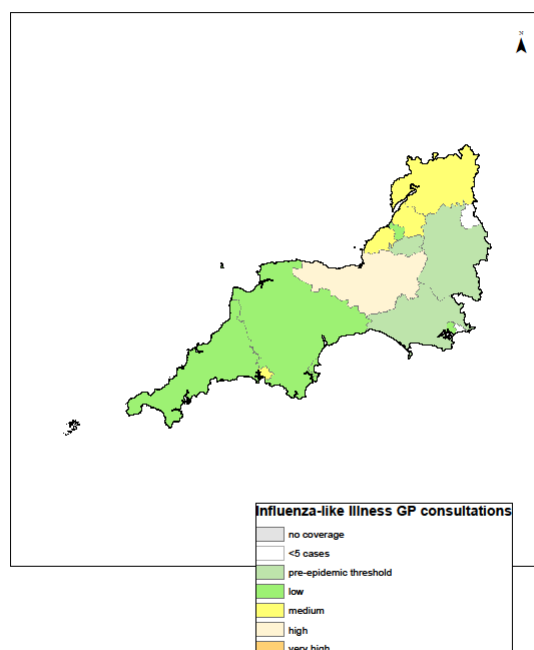 N
Influenza-like Illness GP consultations
no coverage
<5 cases
pre-epidemic threshold
low
medium
high
very high